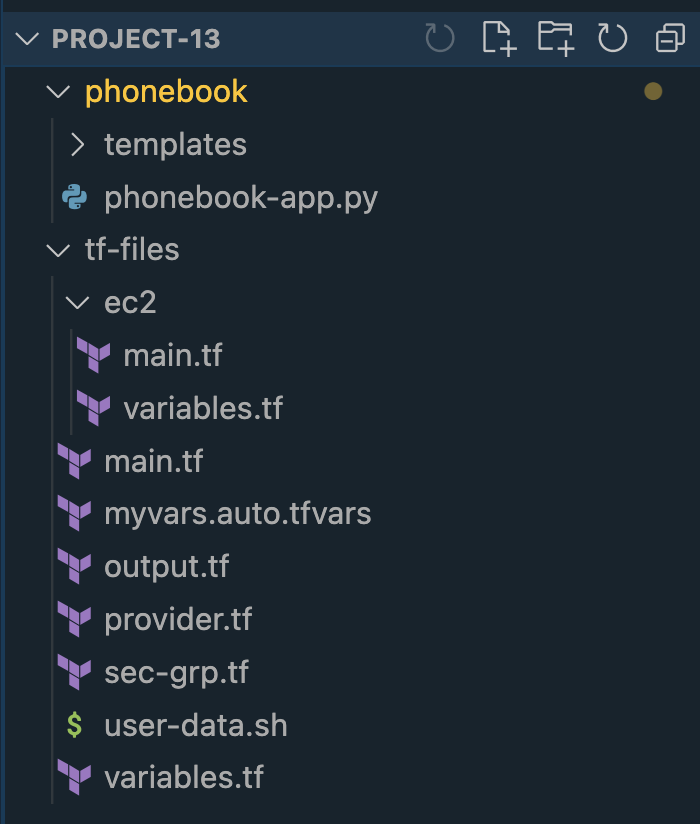 PROJECT-13
phonebook
templates
phonebook-app.py
tf-files
ec2
main.tf
variables.tf
main.tf
myvars.auto.tfvars
output.tf
provider.tf
sec-grp.tf
$ user-data.sh
variables.tf